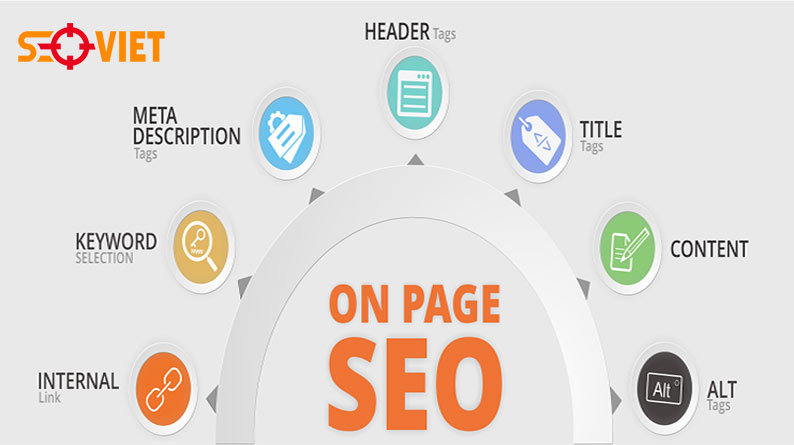 SEOVIET
HEADER Tags
META
DESCRIPTION
Tags
TITLE
Tags
KEYWORD
SELECTION
CONTENT
ON PAGE
SEO
INTERNAL
Link
Alt
ALT
Tags